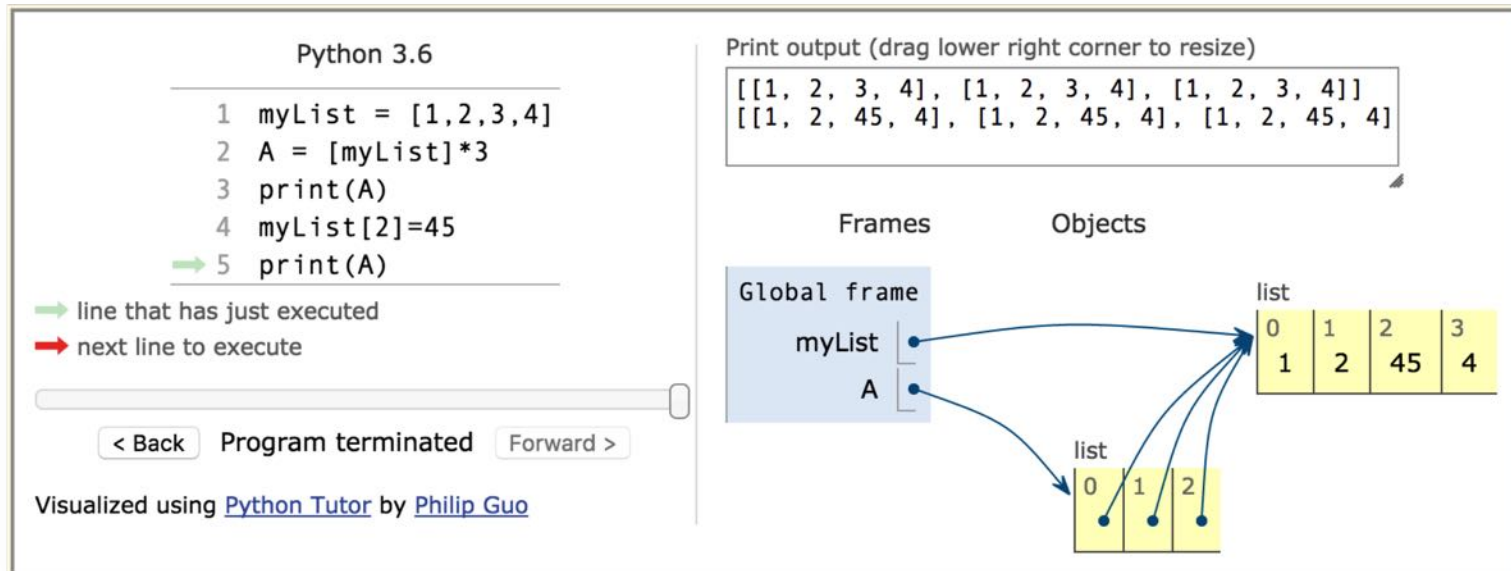 Python 3.6
1 myList = [1,2,3,4]
2 A = [myList]*3
3 print(A)
4 myList[2]=45
5 print(A)
line that has just executed
next line to execute
< Back Program terminated Forward >
Visualized using Python Tutor by Philip Guo
Print output (drag lower right corner to resize)
[[1, 2, 3, 4], [1, 2, 3, 4], [1, 2, 3, 4]]
[[1, 2, 45, 4], [1, 2, 45, 4], [1, 2, 45, 4]
Frames Objects
Global frame
myList
A
list
0 1 2 3
1 2 45 4
list
0 1 2